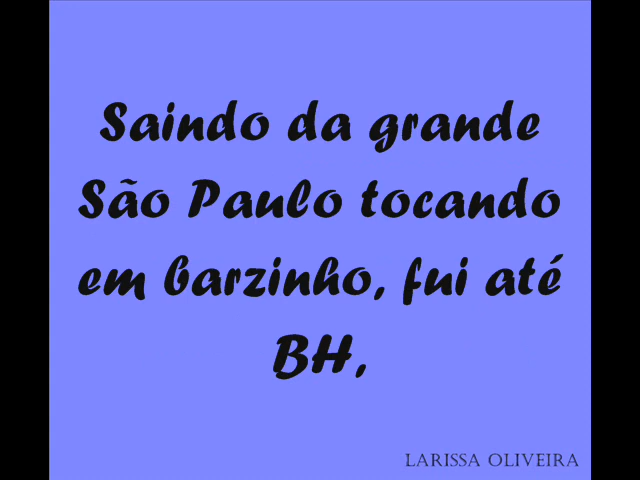 Saindo da grande
São Paulo tocando
em barzinho, fui até
BH,
LARISSA OLIVEIRA